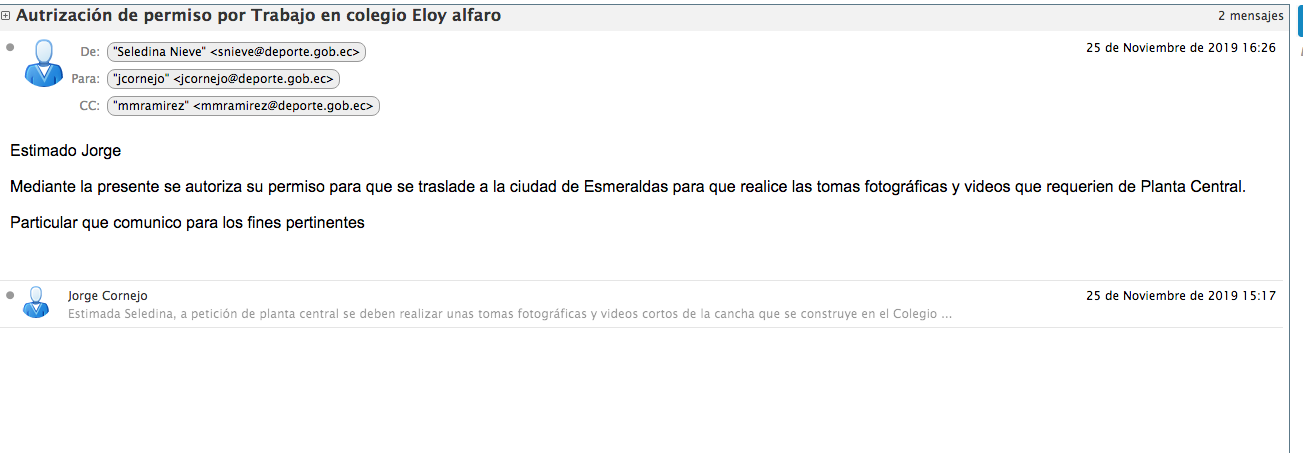 Autrización de permiso por Trabajo en colegio Eloy alfaro
2 mensajes
De: "Seledina Nieve" <snieve@deporte.gob.ec>
25 de Noviembre de 2019 16:26
Para: "jcornejo" <jcornejo@deporte.gob.ec>
CC: "mmramirez" <mmramirez@deporte.gob.ec>
Estimado Jorge
Mediante la presente se autoriza su permiso para que se traslade a la ciudad de Esmeraldas para que realice las tomas fotográficas y videos que requerien de Planta Central.
Particular que comunico para los fines pertinentes
Jorge Cornejo
25 de Noviembre de 2019 15:17
Estimada Seledina, a petición de planta central se deben realizar unas tomas fotográficas y videos cortos de la cancha que se construye en el Colegio ...